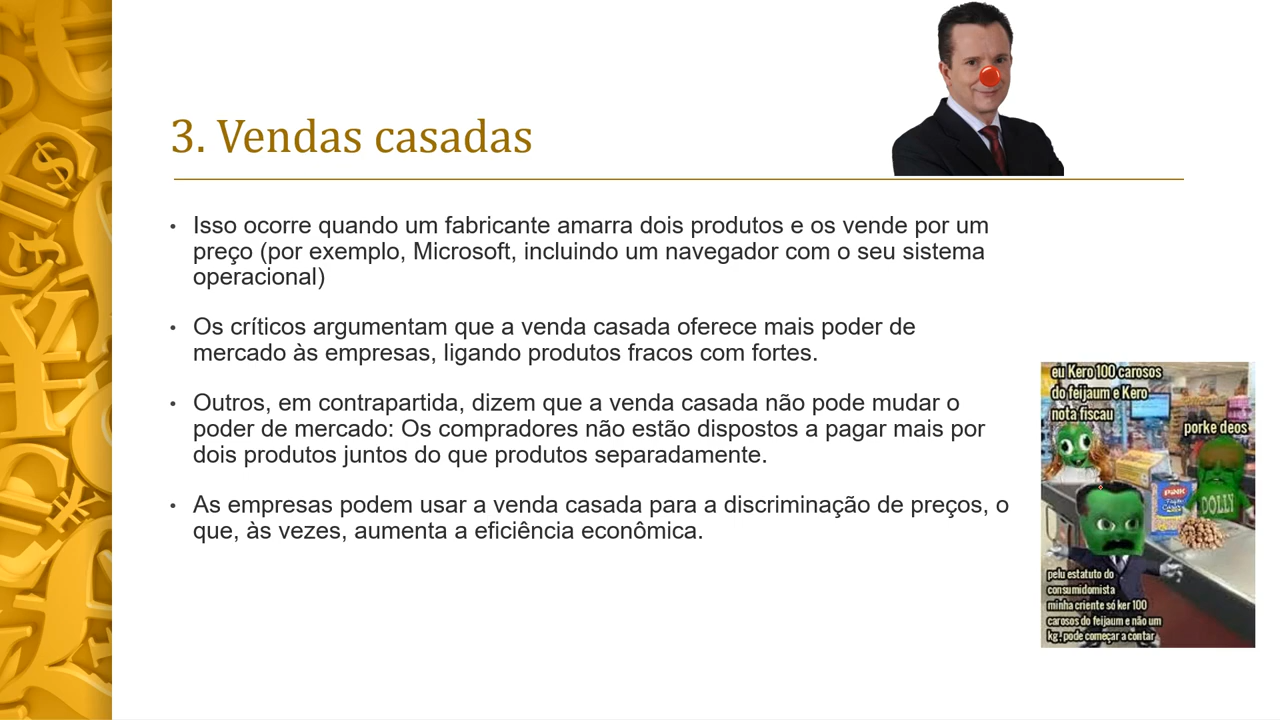 3. Vendas casadas
• Isso ocorre quando um fabricante amarra dois produtos e os vende por um
preço (por exemplo, Microsoft, incluindo um navegador com o seu sistema
operacional)
• Os críticos argumentam que a venda casada oferece mais poder de
mercado às empresas, ligando produtos fracos com fortes.
• Outros, em contrapartida, dizem que a venda casada não pode mudar o
poder de mercado: Os compradores não estão dispostos a pagar mais por
dois produtos juntos do que produtos separadamente.
• As empresas podem usar a venda casada para a discriminação de preços, o
que, às vezes, aumenta a eficiência econômica.
eu Kero 100 carosos
do feijaum e Kero
nota fiscau
porke deos
PINK
DOLLY
pelu estatuto do
consumidomista
minha criente só ker 100
carosos do feijaum e não um
kg, pode começar a contar